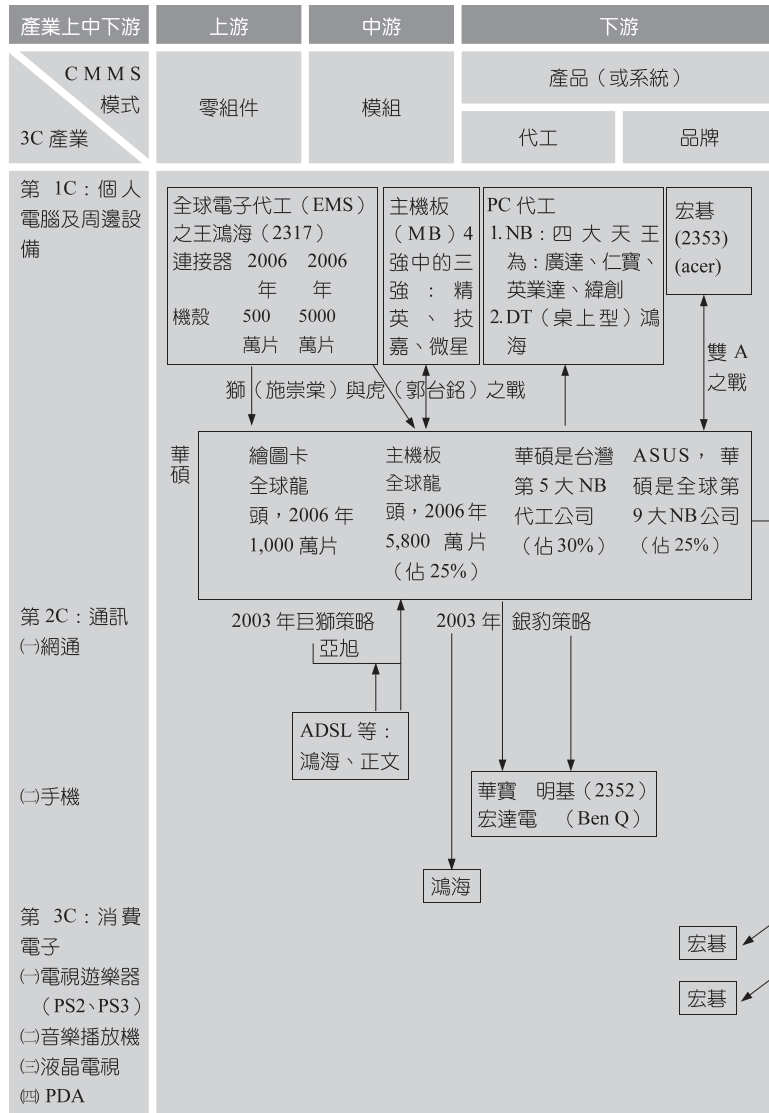 產業上中下游
上游
中游
下游
CMMS
模式
3C 產業
零組件
模組
產品（或系統）
代工
品牌
第 1C：個人
電腦及周邊設
備
全球電子代工（EMS）
之王鴻海（2317）
連接器 2006 2006
年 年
機殼 500 5000
萬片 萬片
主機板
（MB）4
強中的三
強：精
英、技
嘉、微星
PC 代工
1. NB：四大天王
為：廣達、仁寶、
英業達、緯創
2. DT（桌上型）鴻
海
宏碁
(2353)
(acer)
雙 A
之戰
獅（施崇棠）與虎（郭台銘）之戰
華
碩
繪圖卡
全球龍
頭，2006 年
1,000 萬片
主機板
全球龍
頭，2006 年
5,800 萬片
（佔 25%）
華碩是台灣
第 5 大 NB
代工公司
（佔 30%）
ASUS，華
碩是全球第
9 大 NB 公司
（佔 25%）
第 2C：通訊
㈠網通
2003 年巨獅策略
亞旭
2003 年 銀豹策略
ADSL 等：
鴻海、正文
㈡手機
華寶 明基（2352）
宏達電 （Ben Q）
鴻海
第 3C：消費
電子
㈠電視遊樂器
（PS2、PS3）
㈡音樂播放機
㈢液晶電視
㈣ PDA
宏碁
宏碁